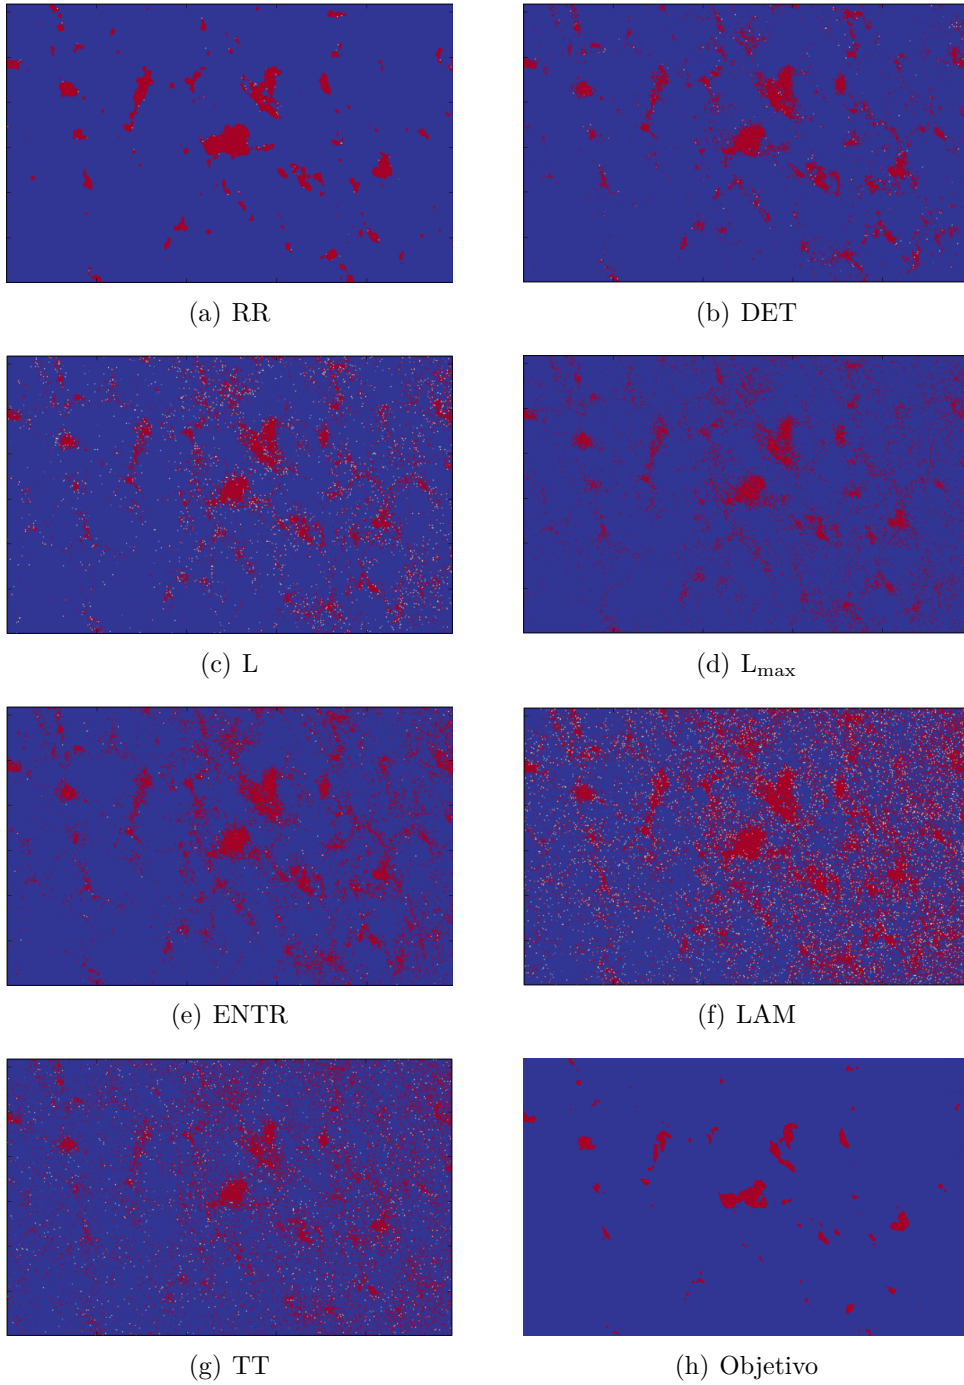 (a) RR
(b) DET
(c) L
(d) Lmax
(e) ENTR
(f) LAM
(g) TT
(h) Objetivo